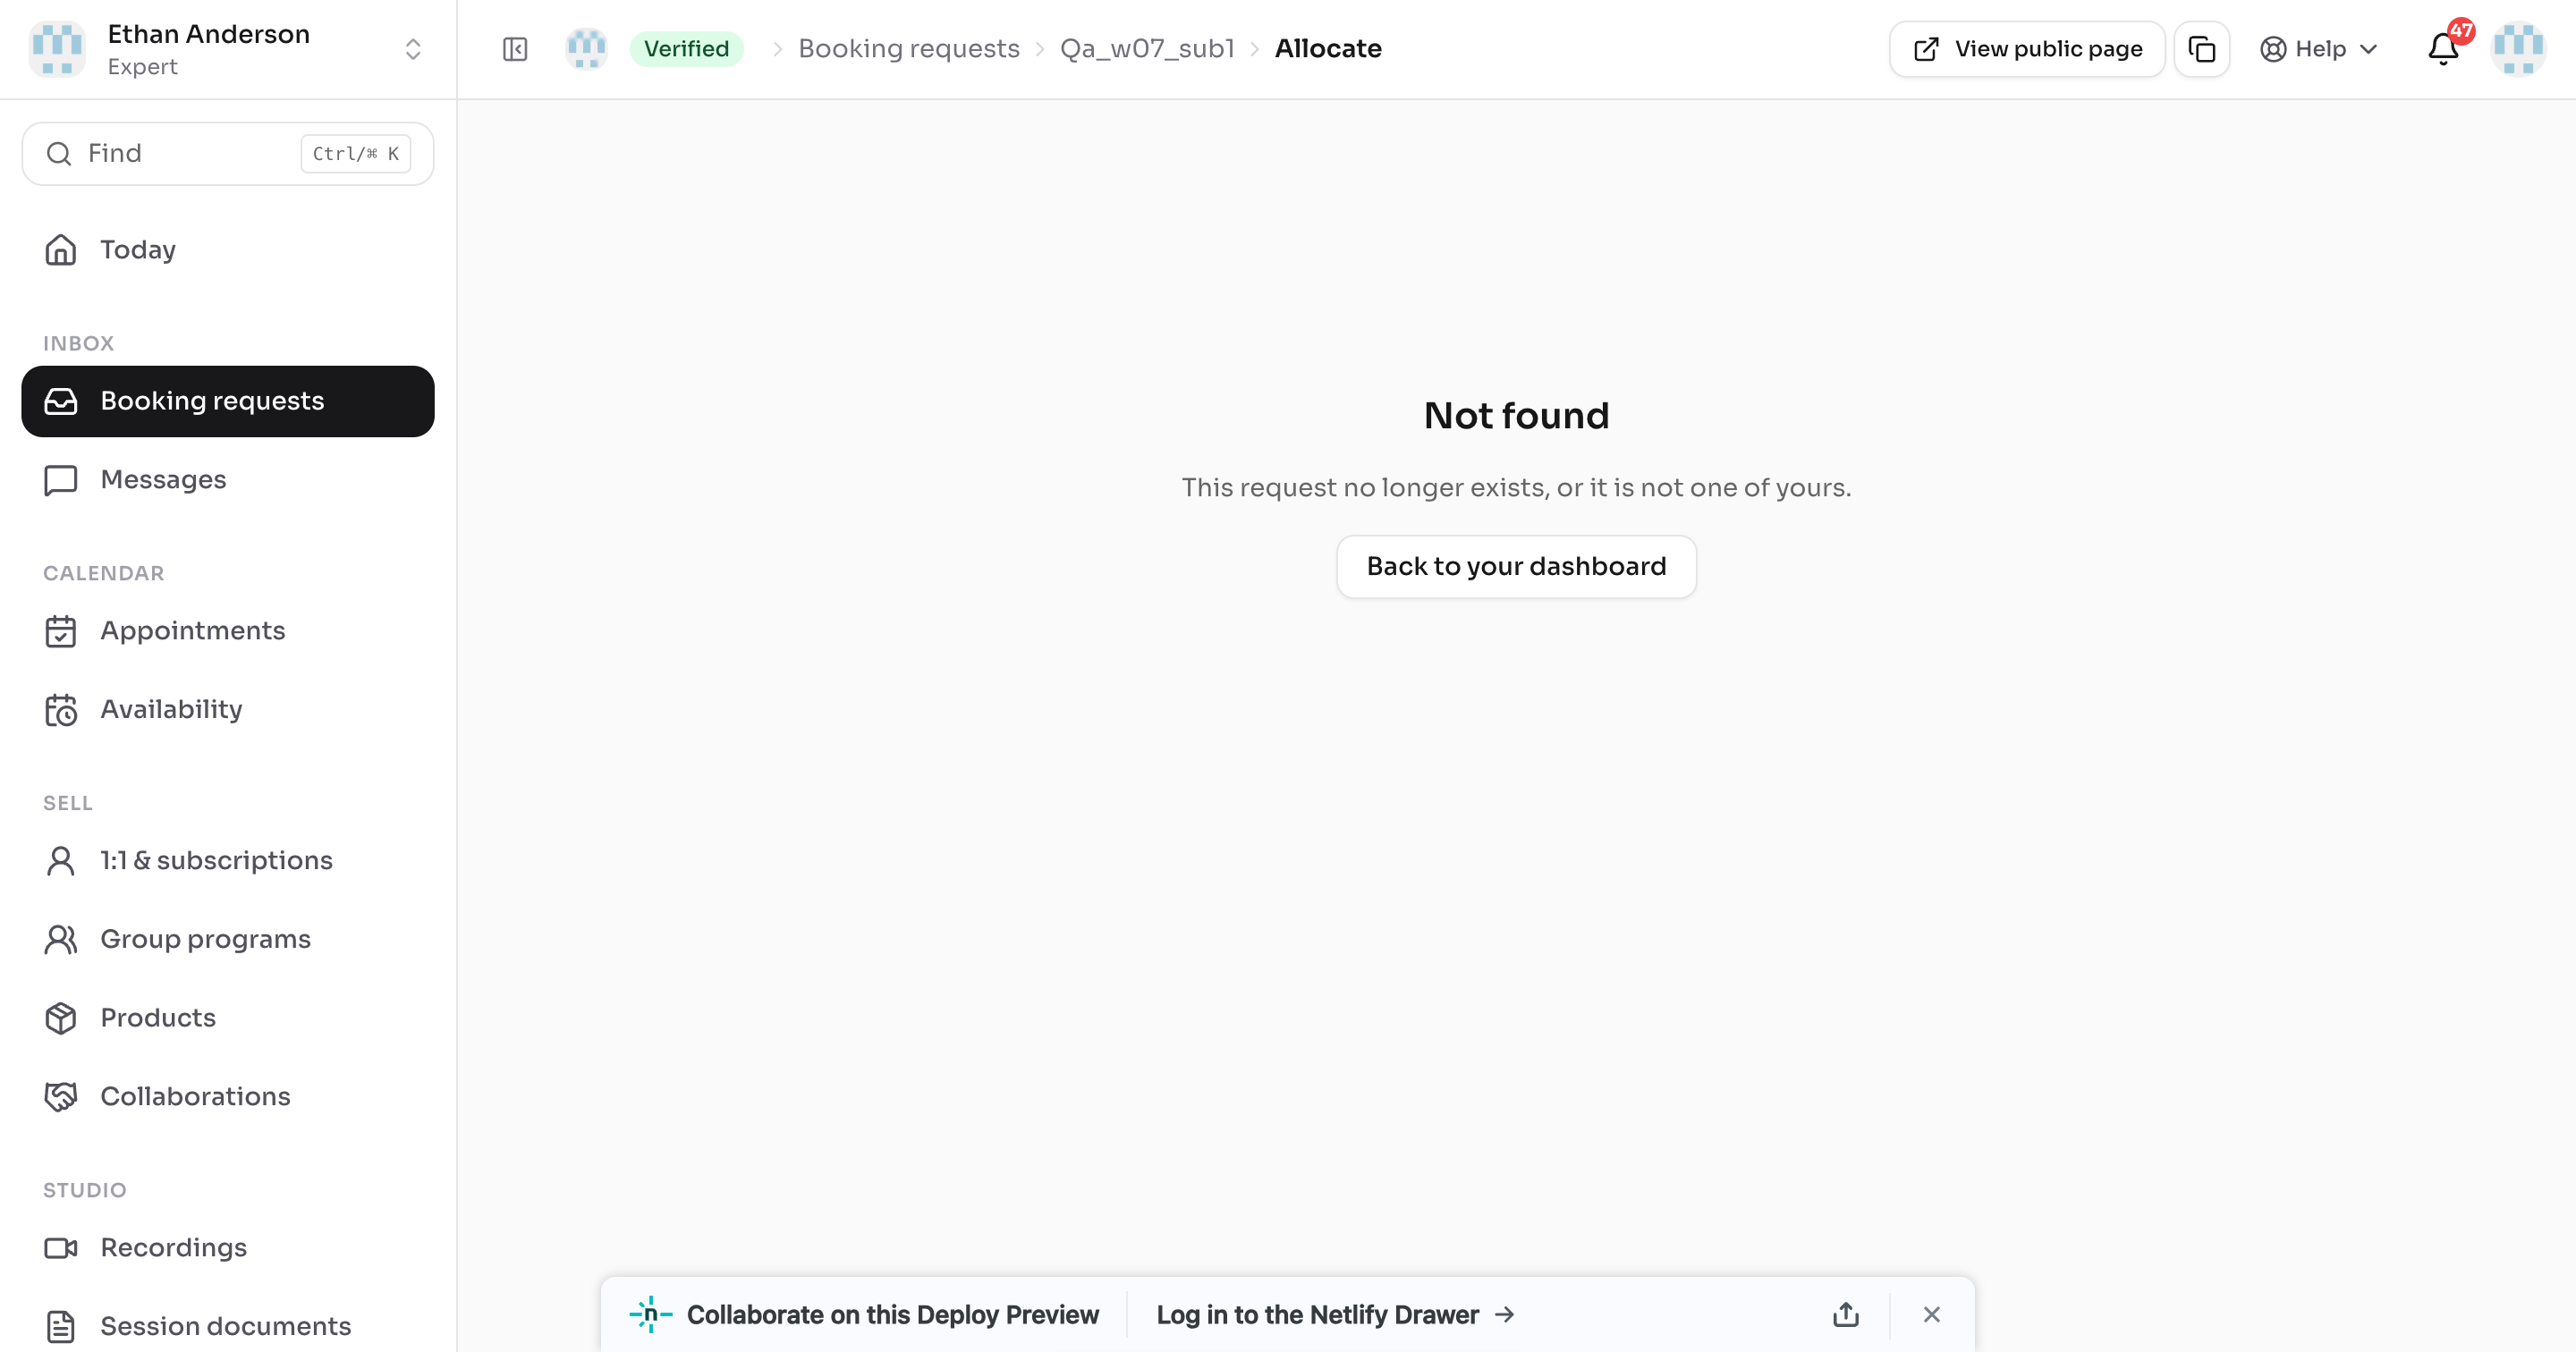 Ethan Anderson
Expert
Verified
Booking requests
Qa_w07_sub1
Allocate
View public page
Help
47
Find
Ctrl/⌘ K
Today
INBOX
Booking requests
Messages
CALENDAR
Appointments
Availability
SELL
1:1 & subscriptions
Group programs
Products
Collaborations
STUDIO
Recordings
Session documents
Not found
This request no longer exists, or it is not one of yours.
Back to your dashboard
n
Collaborate on this Deploy Preview
Log in to the Netlify Drawer →